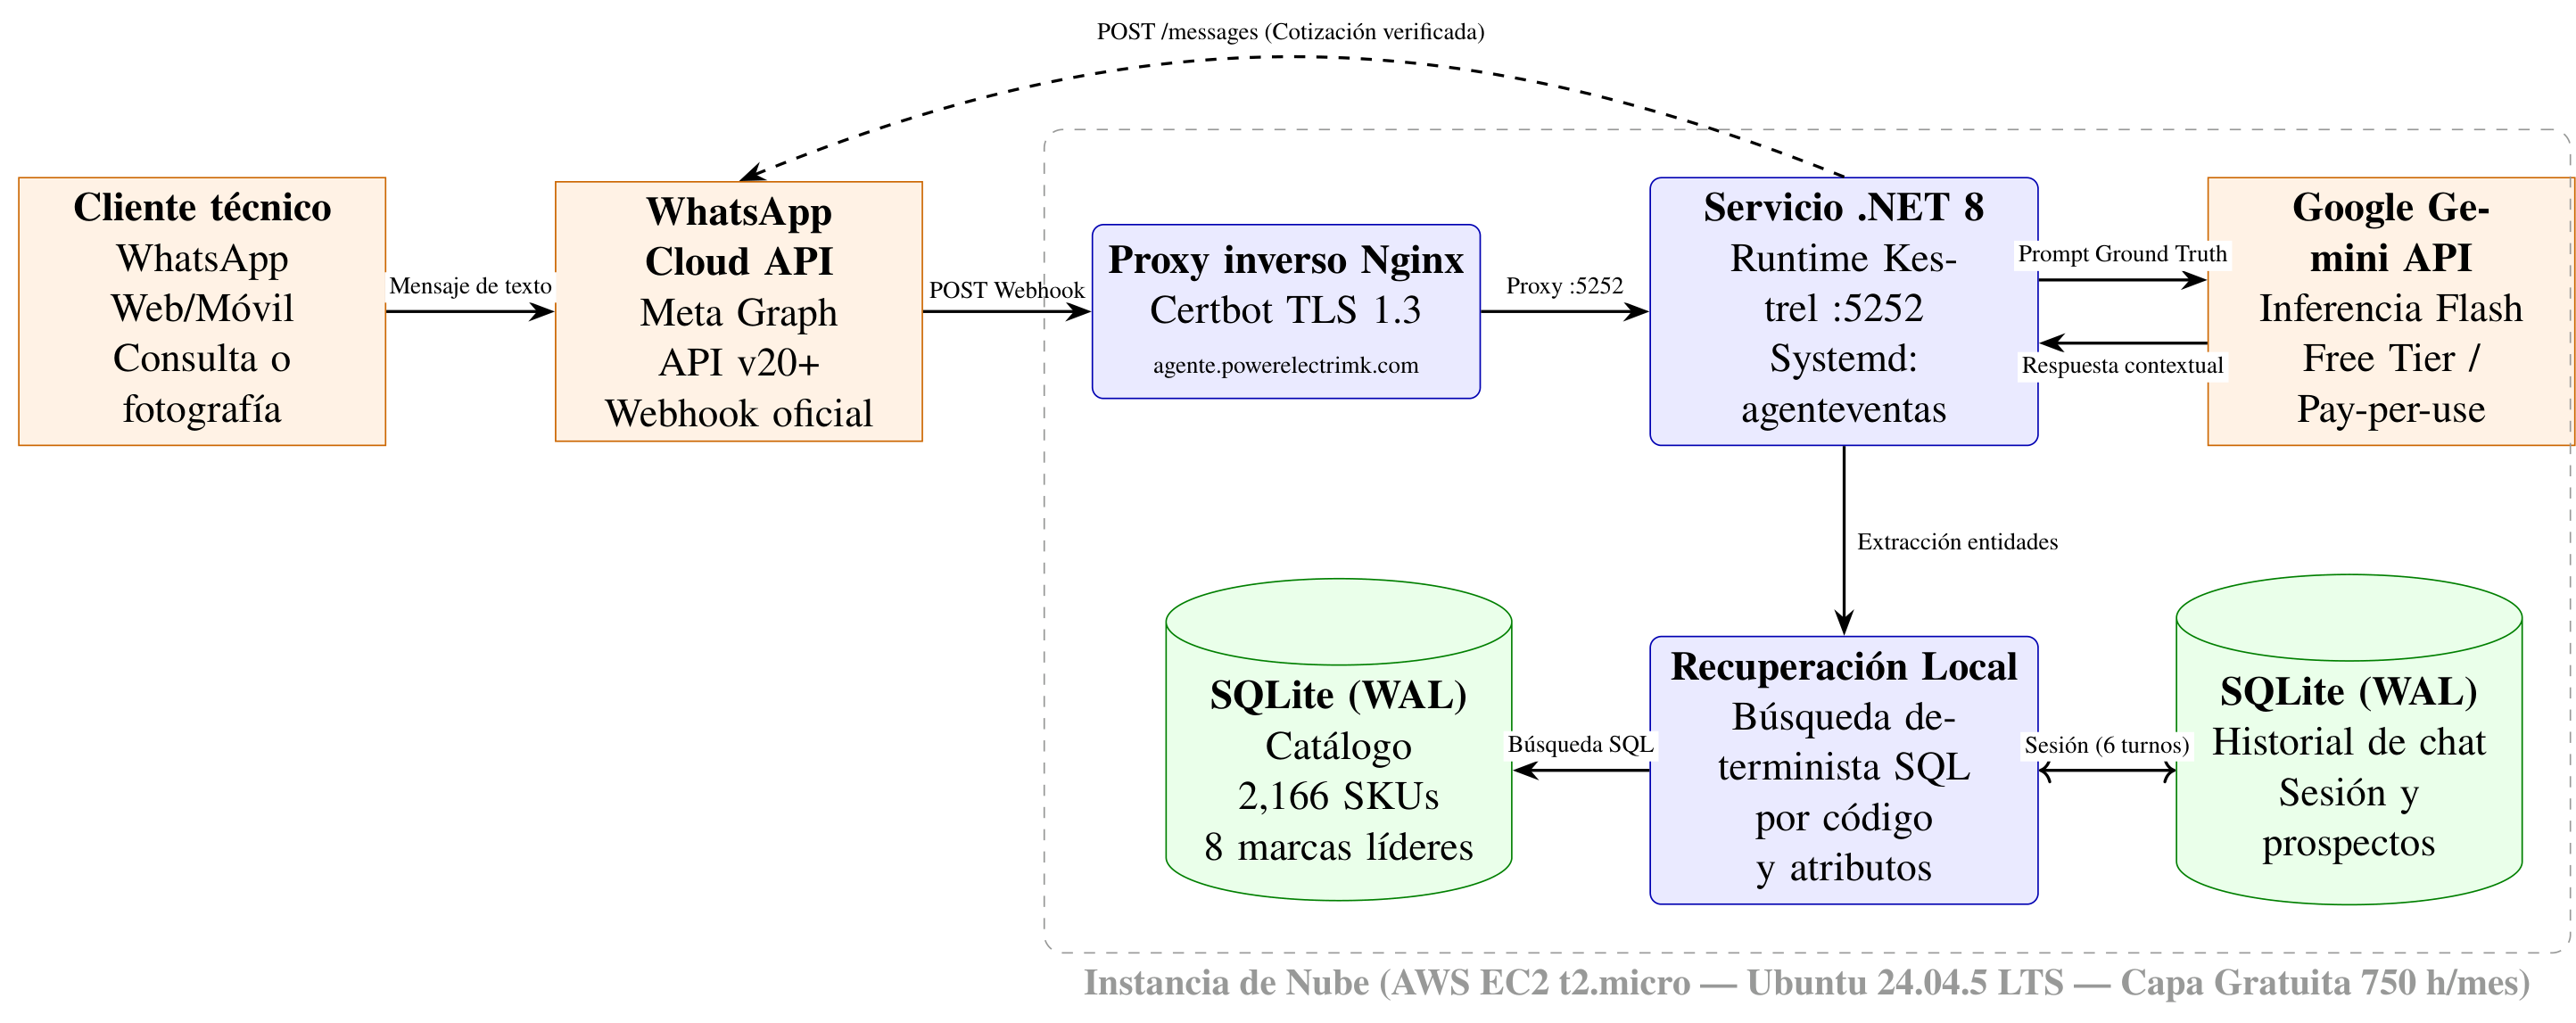 POST /messages (Cotización verificada)
Cliente técnico
WhatsApp
Web/Móvil
Consulta o
fotografía
Mensaje de texto
WhatsApp
Cloud API
Meta Graph
API v20+
Webhook oficial
POST Webhook
Proxy inverso Nginx
Certbot TLS 1.3
agente.powerelectrimk.com
Proxy :5252
Servicio .NET 8
Runtime Kes-
trel :5252
Systemd:
agenteventas
Prompt Ground Truth
Respuesta contextual
Google Ge-
mini API
Inferencia Flash
Free Tier /
Pay-per-use
Extracción entidades
SQLite (WAL)
Catálogo
2,166 SKUs
8 marcas líderes
Búsqueda SQL
Recuperación Local
Búsqueda de-
terminista SQL
por código
y atributos
Sesión (6 turnos)
SQLite (WAL)
Historial de chat
Sesión y
prospectos
Instancia de Nube (AWS EC2 t2.micro — Ubuntu 24.04.5 LTS — Capa Gratuita 750 h/mes)